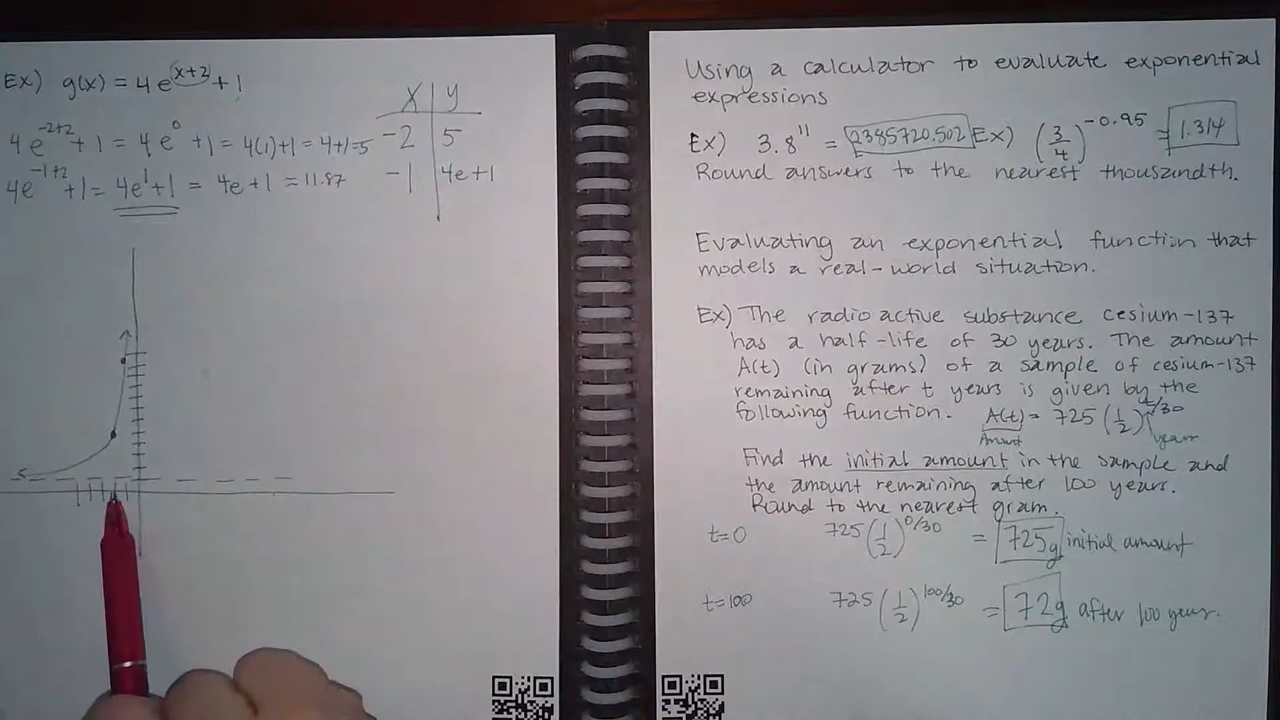 Ex) g(x) = 4e^(x+2) + 1
x | y
4e^-2+2 + 1 = 4e^0 + 1 = 4(1)+1 = 4+1=5
-2 | 5
4e^-1+2 + 1 = 4e^1+1 = 4e+1 ≈ 11.87
-1 | 4e+1
Using a calculator to evaluate exponential
expressions
Ex) 3.8^11 = 2385720.502 Ex) (3/4)^-0.95 = 1.314
Round answers to the nearest thousandth.
Evaluating an exponential function that
models a real-world situation.
Ex) The radioactive substance cesium-137
has a half-life of 30 years. The amount
A(t) (in grams) of a sample of cesium-137
remaining after t years is given by the
following function. A(t) = 725 (1/2)^t/30
Amount years
Find the initial amount in the sample and
the amount remaining after 100 years.
Round to the nearest gram.
t=0 725(1/2)^0/30 = 725g initial amount
t=100 725(1/2)^100/30 = 72g after 100 years.